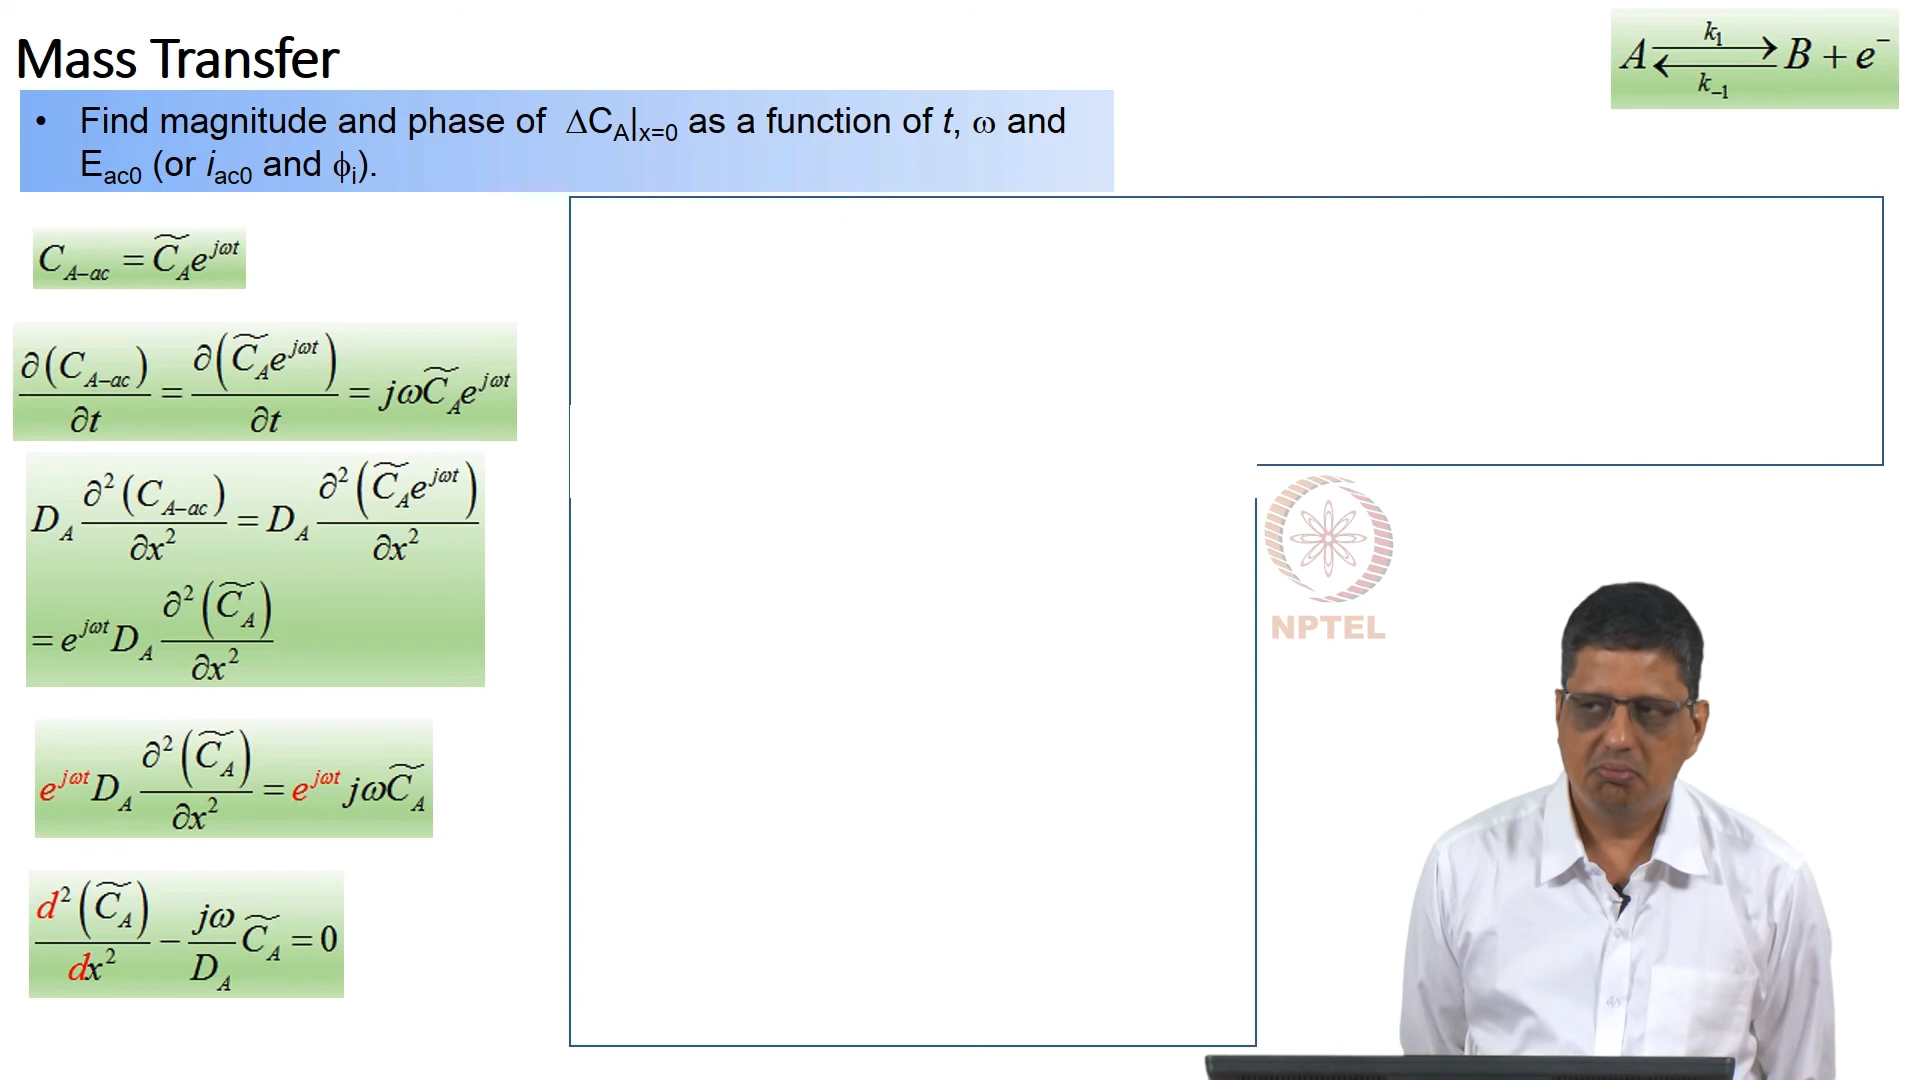 Mass Transfer
A ⇌ B + e⁻
k₁
k₋₁
• Find magnitude and phase of ΔC_A|ₓ₌₀ as a function of t, ω and
E_ac0 (or i_ac0 and ϕ_i).
C_{A-ac} = C̃_A e^{jωt}
∂(C_{A-ac})/∂t = ∂(C̃_A e^{jωt})/∂t = jωC̃_A e^{jωt}
D_A ∂²(C_{A-ac})/∂x² = D_A ∂²(C̃_A e^{jωt})/∂x²
= e^{jωt} D_A ∂²(C̃_A)/∂x²
e^{jωt} D_A ∂²(C̃_A)/∂x² = e^{jωt} jωC̃_A
d²(C̃_A)/dx² − (jω/D_A) C̃_A = 0
NPTEL